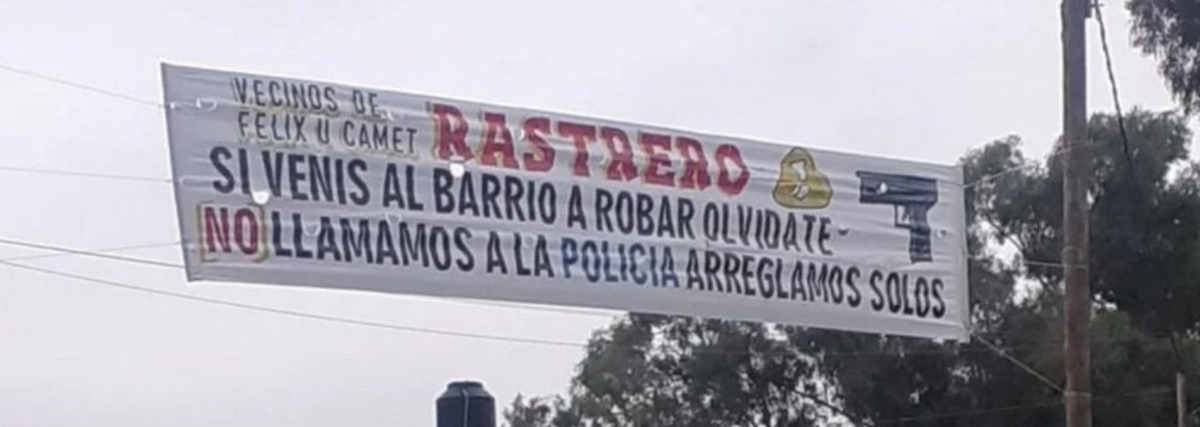 VECINOS DE
FELIX U CAMET
RASTRERO
SI VENIS AL BARRIO A ROBAR OLVIDATE-
NO LLAMAMOS A LA POLICIA ARREGLAMOS SOLOS